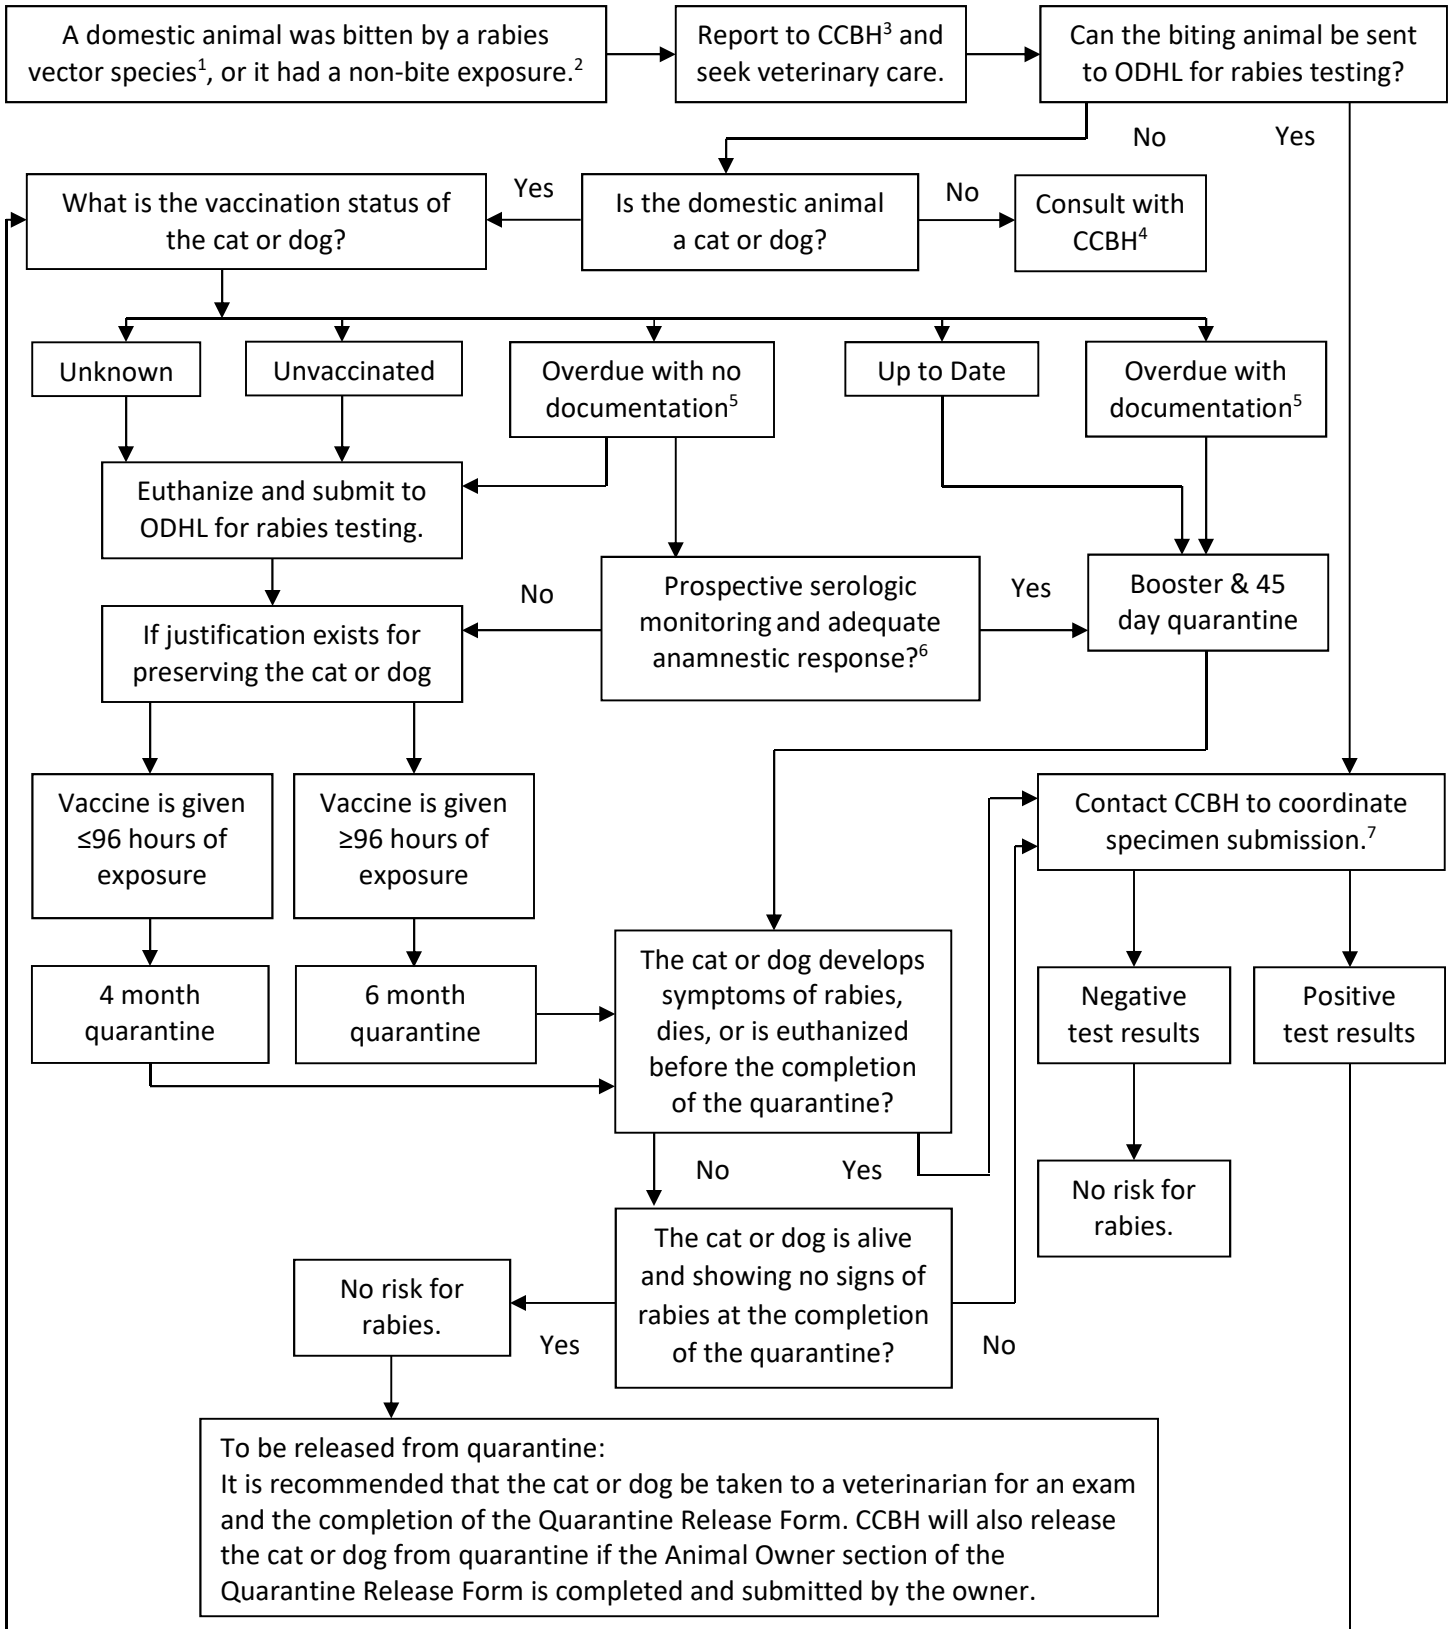 A domestic animal was bitten by a rabies
vector species¹, or it had a non-bite exposure.²
Report to CCBH³ and
seek veterinary care.
Can the biting animal be sent
to ODHL for rabies testing?
No
Yes
What is the vaccination status of
the cat or dog?
Yes
Is the domestic animal
a cat or dog?
No
Consult with
CCBH⁴
Unknown
Unvaccinated
Overdue with no
documentation⁵
Up to Date
Overdue with
documentation⁵
Euthanize and submit to
ODHL for rabies testing.
If justification exists for
preserving the cat or dog
No
Prospective serologic
monitoring and adequate
anamnestic response?⁶
Yes
Booster & 45
day quarantine
Vaccine is given
≤96 hours of
exposure
Vaccine is given
≥96 hours of
exposure
Contact CCBH to coordinate
specimen submission.⁷
4 month
quarantine
6 month
quarantine
The cat or dog develops
symptoms of rabies,
dies, or is euthanized
before the completion
of the quarantine?
Negative
test results
Positive
test results
No
Yes
No risk for
rabies.
The cat or dog is alive
and showing no signs of
rabies at the completion
of the quarantine?
No risk for
rabies.
Yes
No
To be released from quarantine:
It is recommended that the cat or dog be taken to a veterinarian for an exam
and the completion of the Quarantine Release Form. CCBH will also release
the cat or dog from quarantine if the Animal Owner section of the
Quarantine Release Form is completed and submitted by the owner.